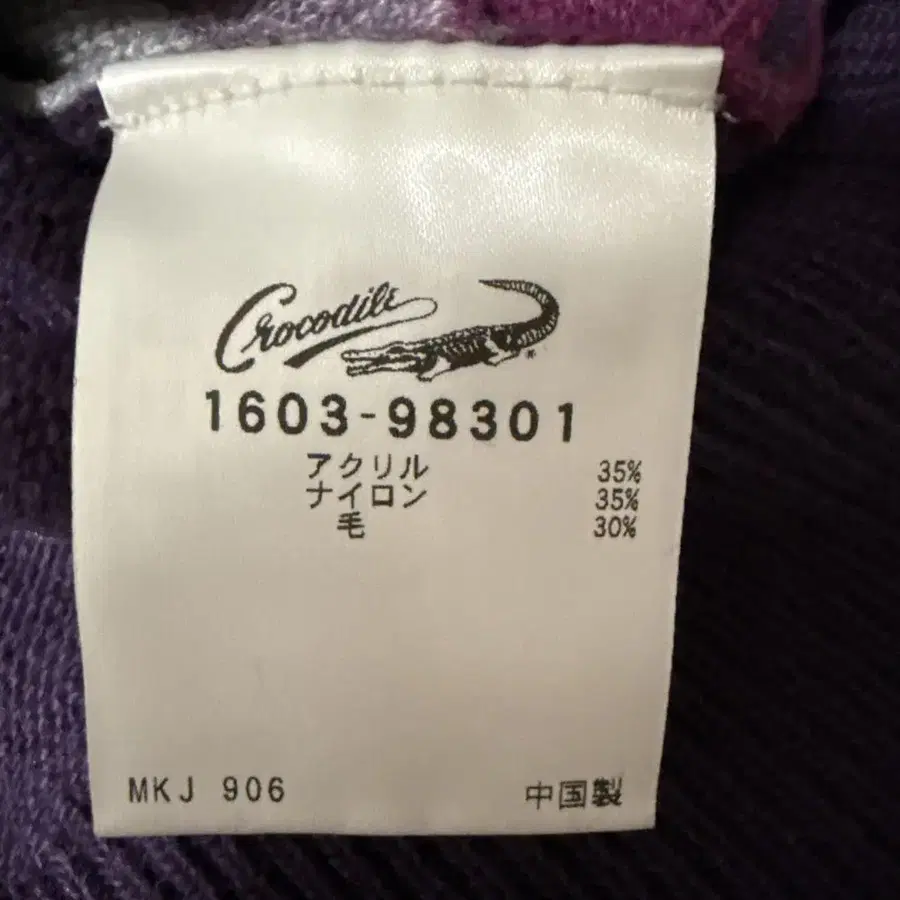 Crocodile
1603-98301
アクリル 35%
ナイロン 35%
毛 30%
MKJ 906 中国製